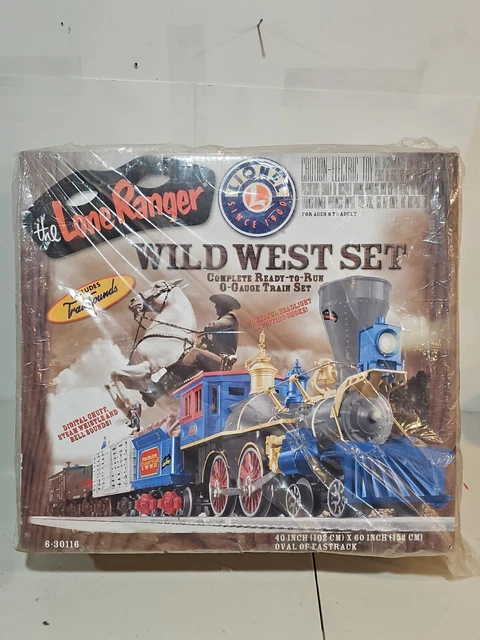 the Lone Ranger
LIONEL
SINCE 1900
CAUTION-ELECTRIC TOY
FOR AGES 8 TO ADULT
WILD WEST SET
COMPLETE READY-TO-RUN
O-GAUGE TRAIN SET
INCLUDES
TrainSounds
POWERFUL HEADLIGHT
DIGITAL CHUFF,
STEAM WHISTLE AND
BELL SOUNDS!
6-30116
40 INCH (102 CM) X 60 INCH (152 CM)
OVAL OF FASTRACK